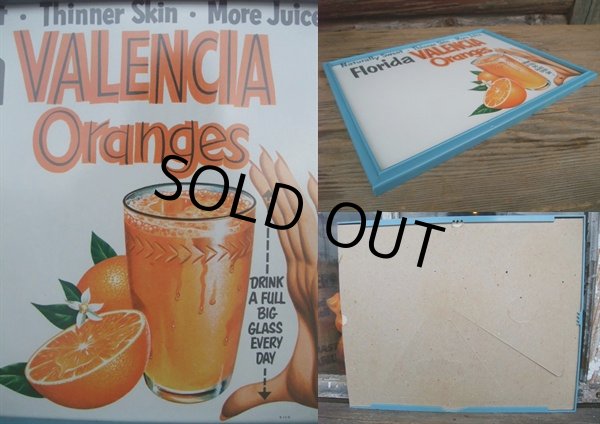 · Thinner Skin · More Juice
VALENCIA
Oranges
DRINK
A FULL
BIG
GLASS
EVERY
DAY
Naturally Sweet
Florida VALENCIA
Oranges
SOLD OUT